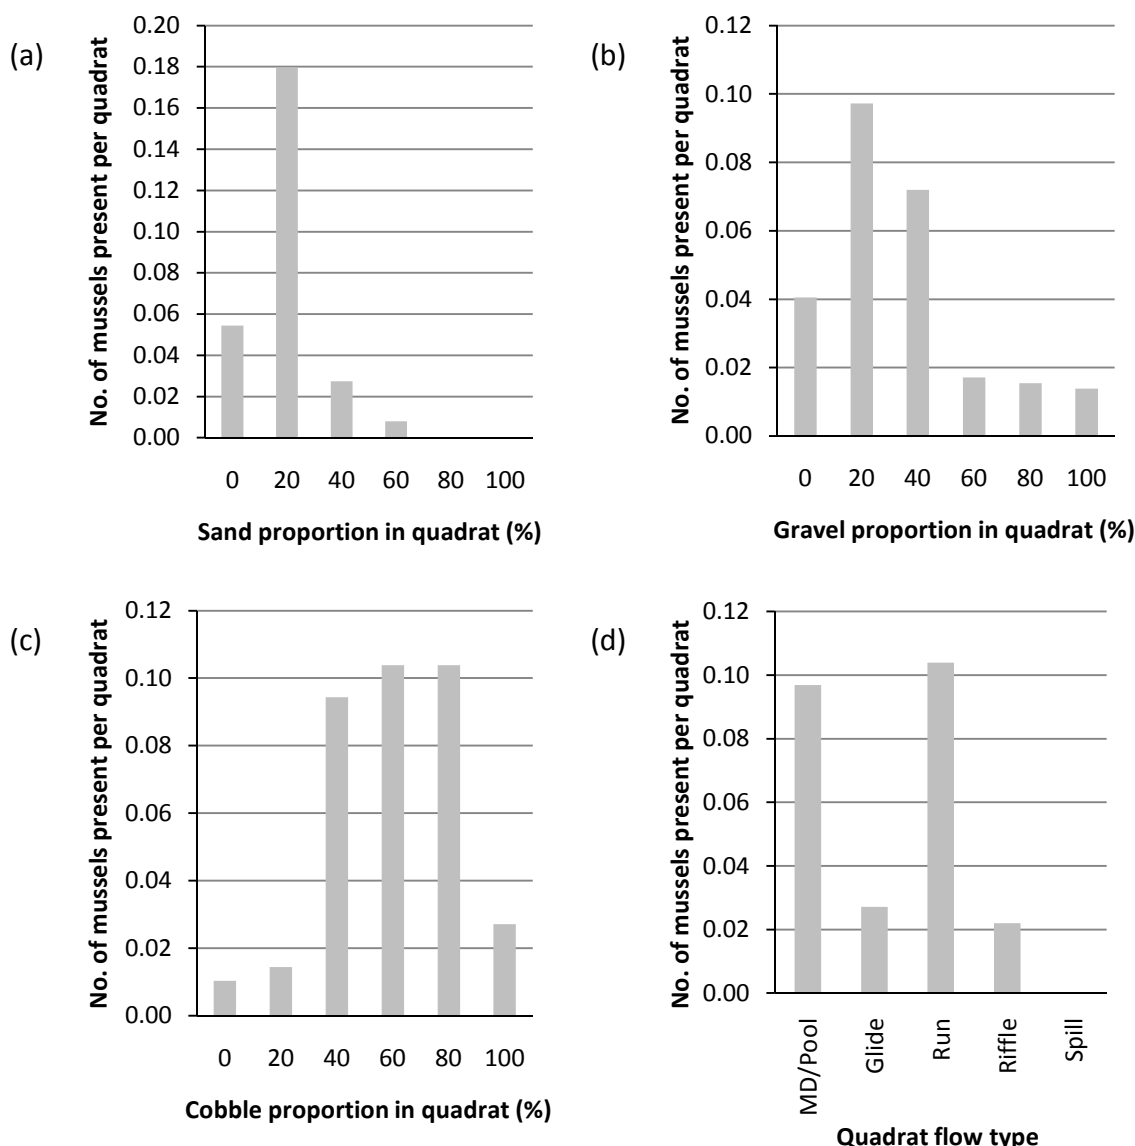 (a)
No. of mussels present per quadrat
0.20
0.18
0.16
0.14
0.12
0.10
0.08
0.06
0.04
0.02
0.00
0 20 40 60 80 100
Sand proportion in quadrat (%)
(b)
No. of mussels present per quadrat
0.12
0.10
0.08
0.06
0.04
0.02
0.00
0 20 40 60 80 100
Gravel proportion in quadrat (%)
(c)
No. of mussels present per quadrat
0.12
0.10
0.08
0.06
0.04
0.02
0.00
0 20 40 60 80 100
Cobble proportion in quadrat (%)
(d)
No. of mussels present per quadrat
0.12
0.10
0.08
0.06
0.04
0.02
0.00
MD/Pool
Glide
Run
Riffle
Spill
Quadrat flow type